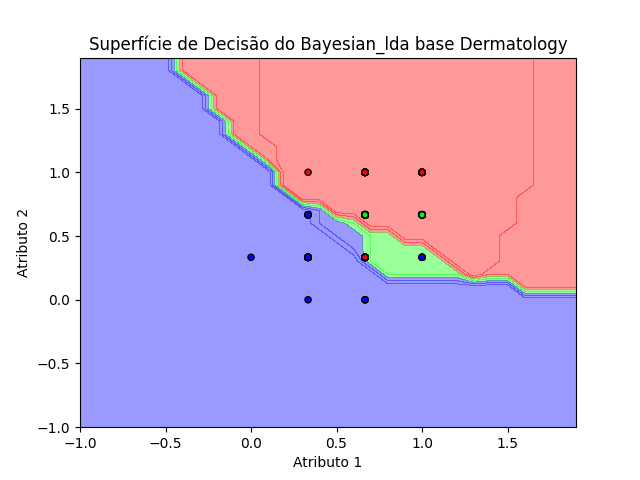 Superfície de Decisão do Bayesian_lda base Dermatology
1.5
1.0
0.5
0.0
−0.5
−1.0
Atributo 2
−1.0 −0.5 0.0 0.5 1.0 1.5
Atributo 1